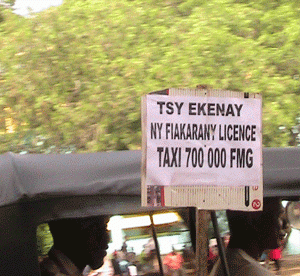 TSY EKENAY
NY FIAKARANY LICENCE
TAXI 700 000 FMG